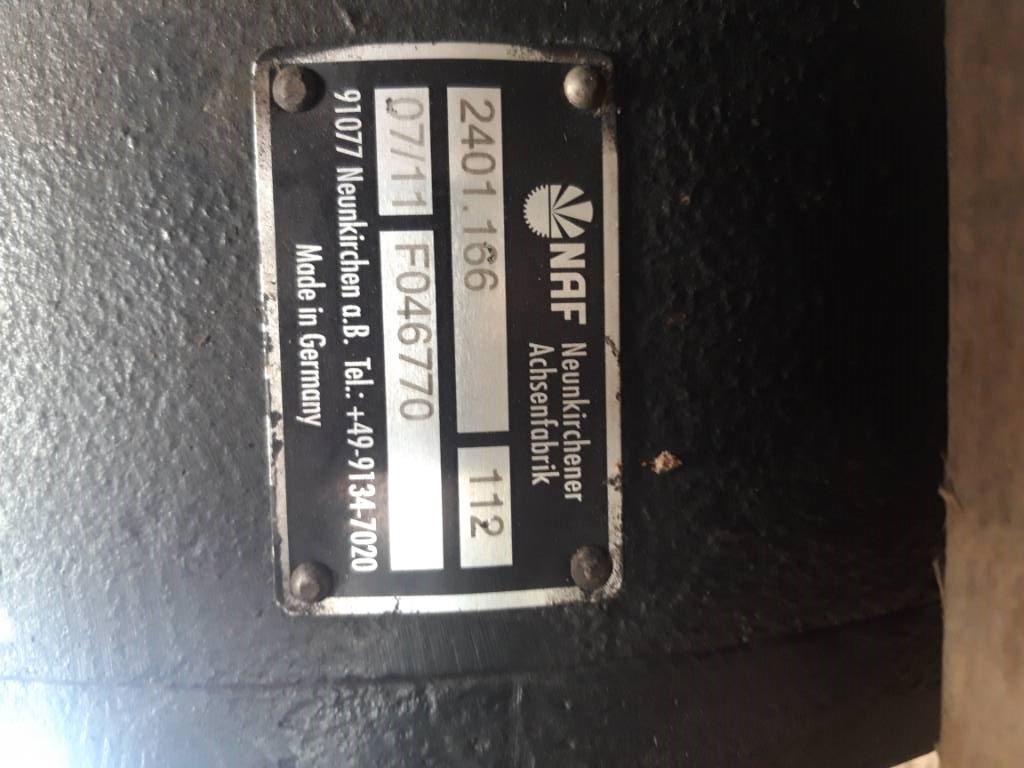 NAF Neunkirchener
Achsenfabrik
2401.166 112
07/11 F046770
91077 Neunkirchen a.B. Tel.: +49-9134-7020
Made in Germany